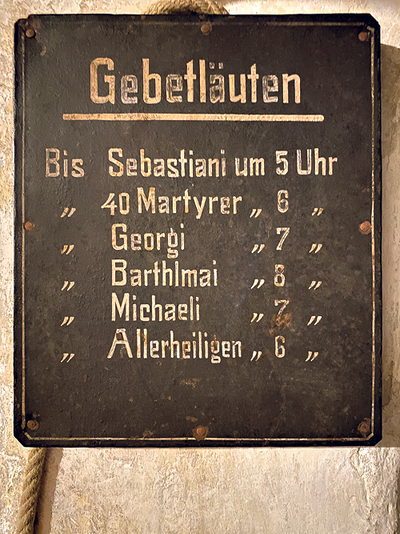 Gebetläuten
Bis Sebastiani um 5 Uhr
„ 40 Martyrer „ 6 „
„ Georgi „ 7 „
„ Barthlmai „ 8 „
„ Michaeli „ 7 „
„ Allerheiligen „ 6 „